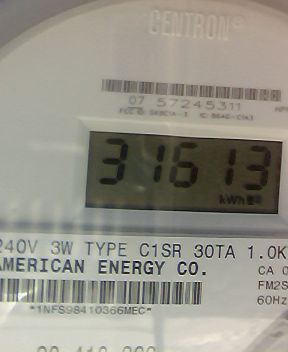 CENTRON®
07 57245311
31613
kWh
240V 3W TYPE C1SR 30TA 1.0K
AMERICAN ENERGY CO.
CA 0
FM2S
60Hz
*1NFS98410366MEC*